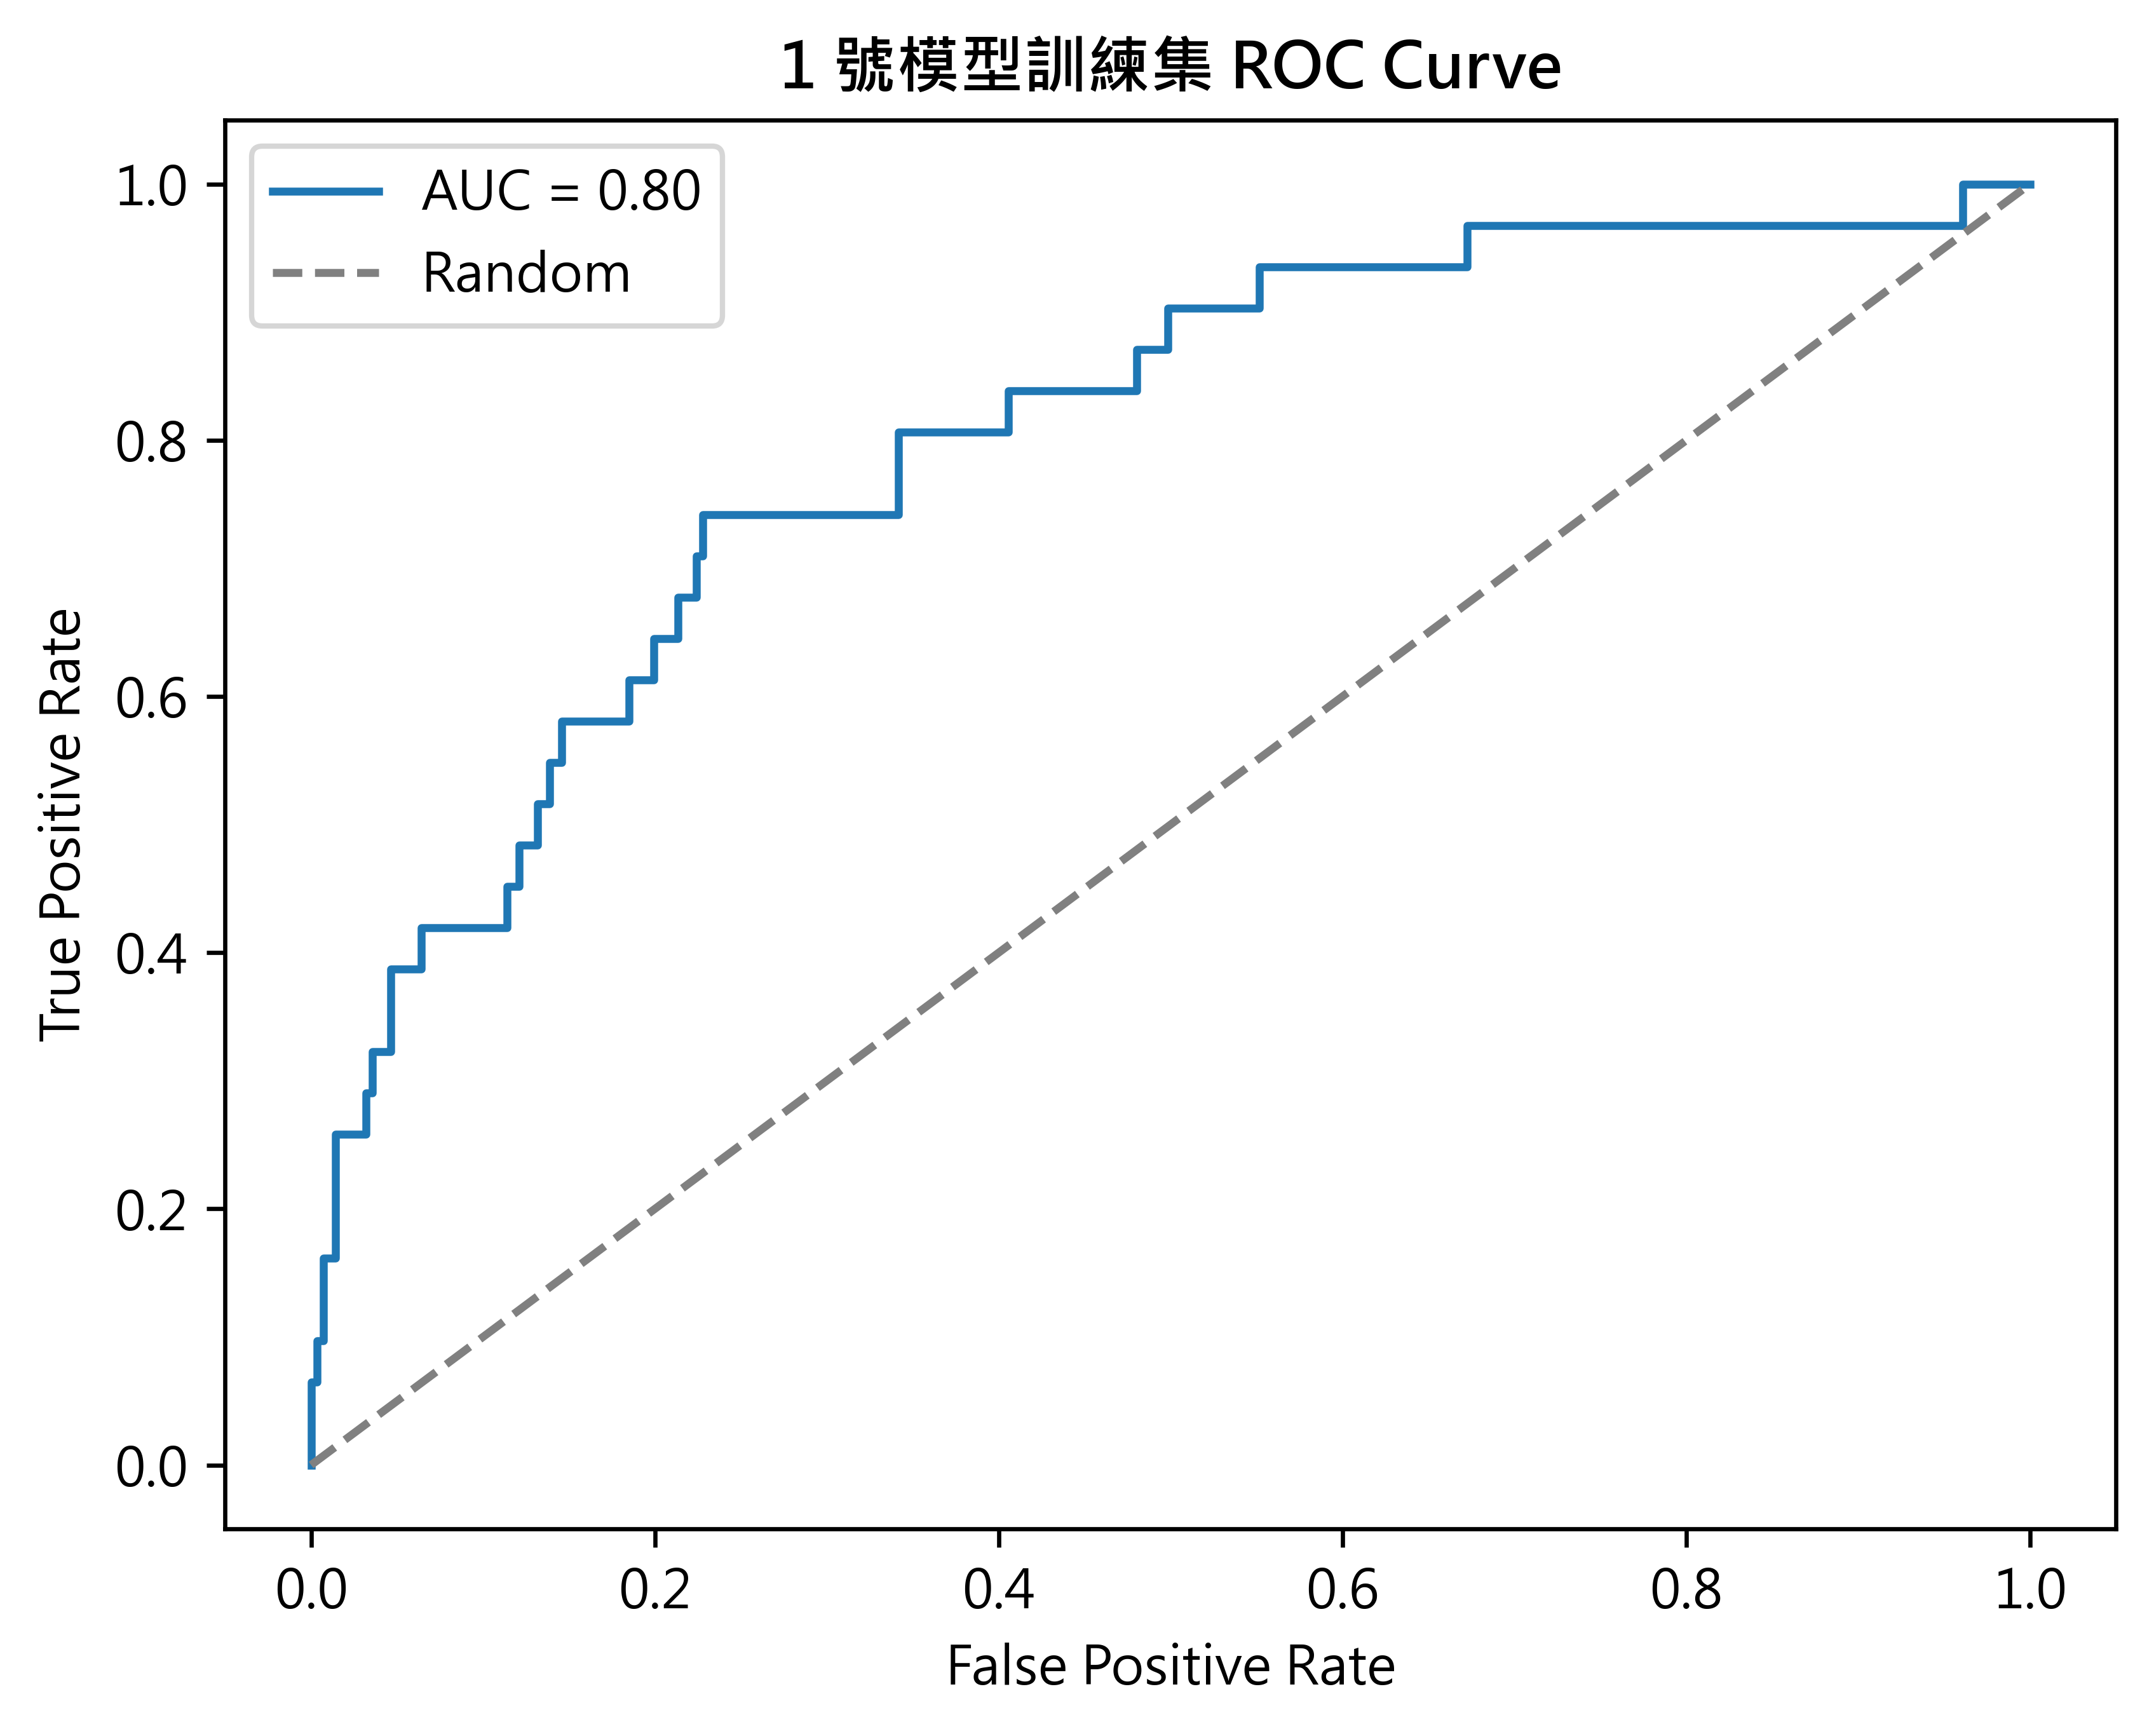 1 號模型訓練集 ROC Curve
AUC = 0.80
Random
True Positive Rate
1.0
0.8
0.6
0.4
0.2
0.0
0.0 0.2 0.4 0.6 0.8 1.0
False Positive Rate